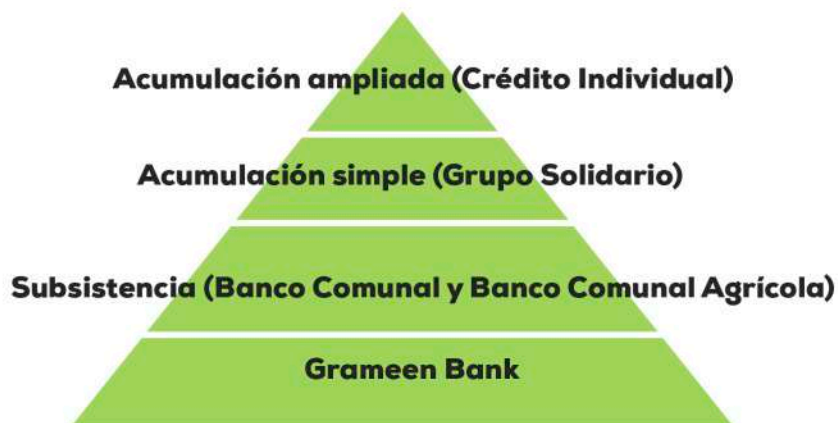 Acumulación ampliada (Crédito Individual)
Acumulación simple (Grupo Solidario)
Subsistencia (Banco Comunal y Banco Comunal Agrícola)
Grameen Bank